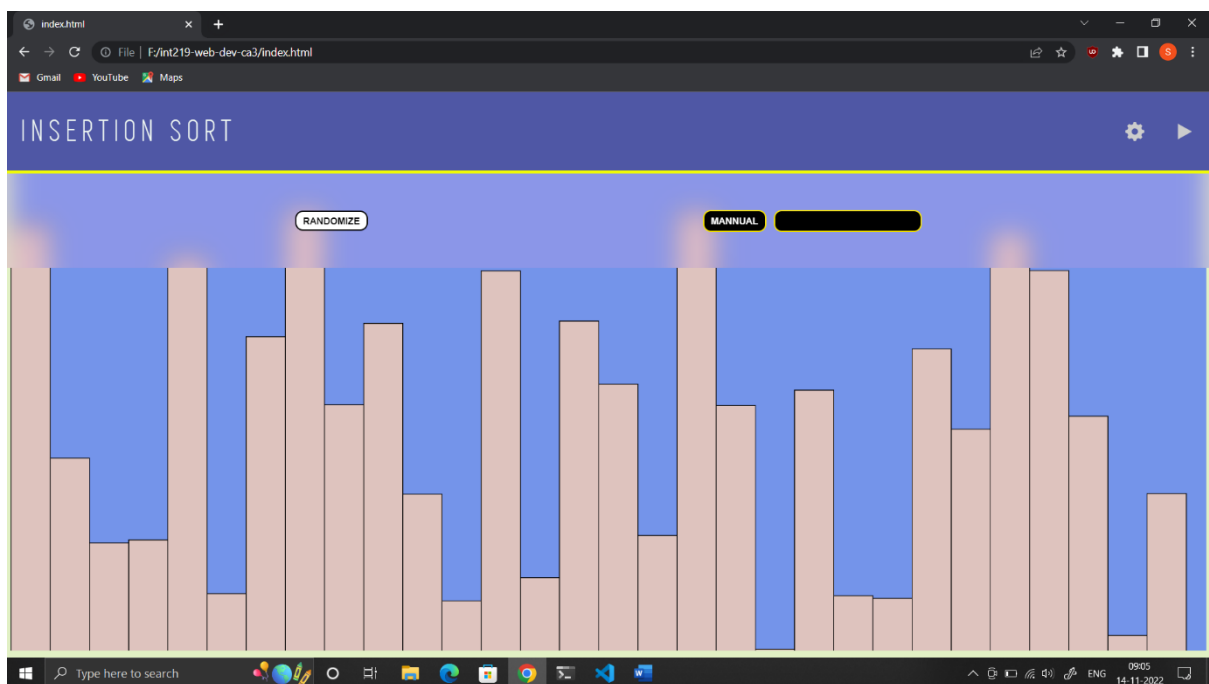 index.html
File | F:/int219-web-dev-ca3/index.html
Gmail YouTube Maps
S
INSERTION SORT
RANDOMIZE MANNUAL
Type here to search
W
ENG
09:05
14-11-2022